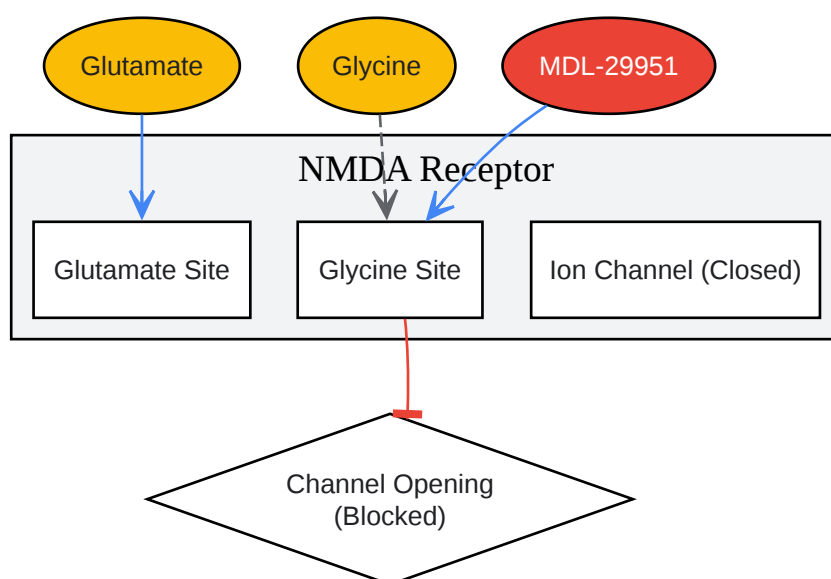 Glutamate
Glycine
MDL-29951
NMDA Receptor
Glutamate Site
Glycine Site
Ion Channel (Closed)
Channel Opening
(Blocked)